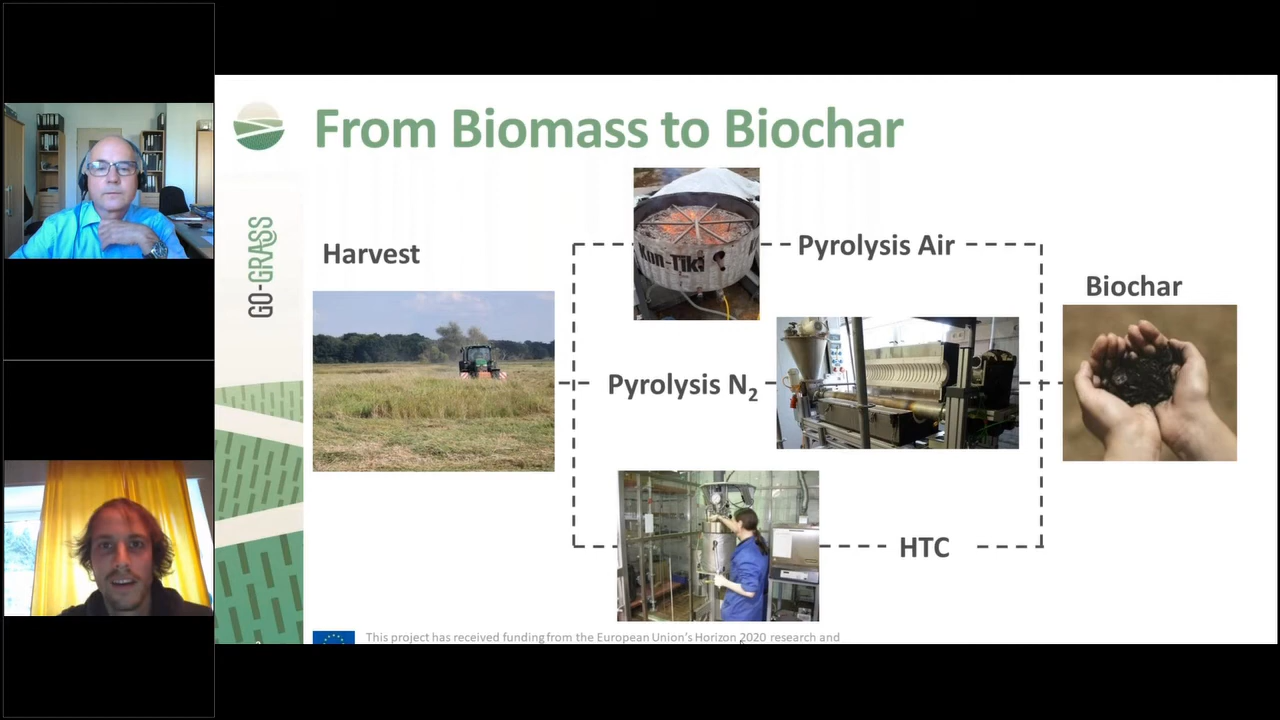 From Biomass to Biochar
GO-GRASS
Harvest
Kon-Tiki
Pyrolysis Air
Biochar
Pyrolysis N₂
HTC
This project has received funding from the European Union's Horizon 2020 research and